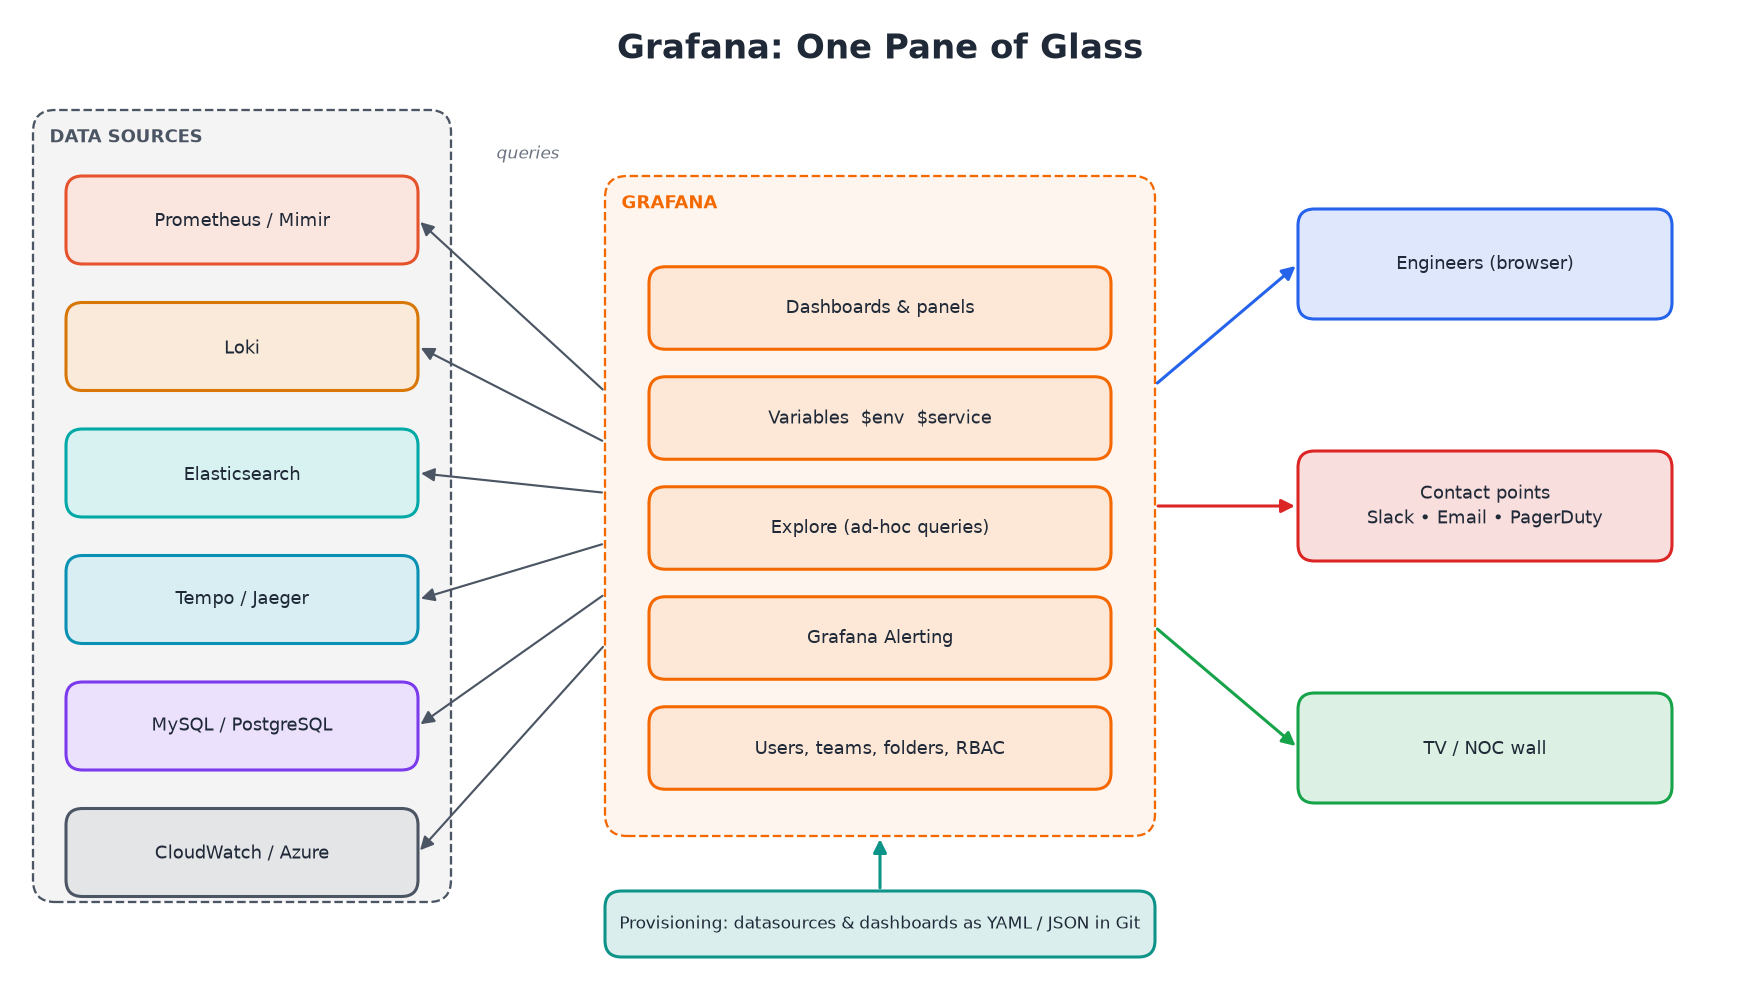 Grafana: One Pane of Glass
DATA SOURCES
Prometheus / Mimir
Loki
Elasticsearch
Tempo / Jaeger
MySQL / PostgreSQL
CloudWatch / Azure
queries
GRAFANA
Dashboards & panels
Variables  $env  $service
Explore (ad-hoc queries)
Grafana Alerting
Users, teams, folders, RBAC
Provisioning: datasources & dashboards as YAML / JSON in Git
Engineers (browser)
Contact points
Slack • Email • PagerDuty
TV / NOC wall